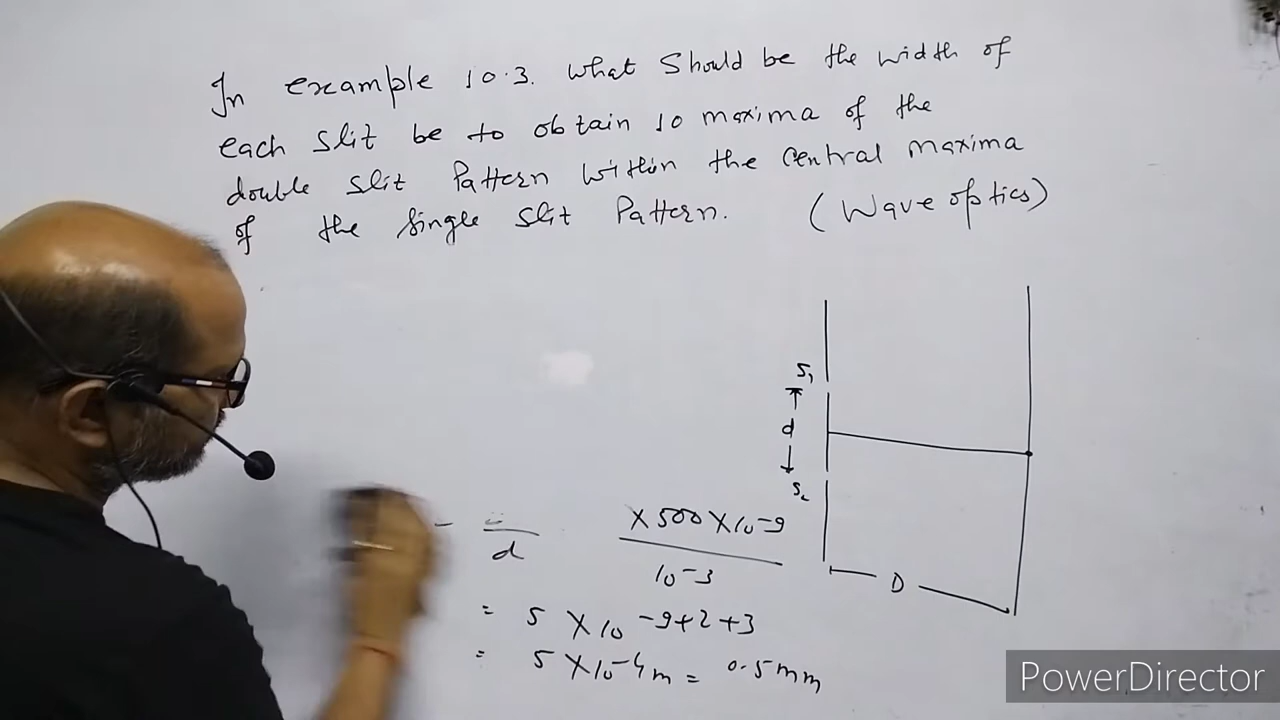 In example 10.3. What Should be the width of
each slit be to obtain 10 maxima of the
double slit Pattern within the central maxima
of the single slit Pattern. (Wave optics)
S1
d
S2
D
d
× 500 × 10-9
10-3
= 5 × 10 -9+2+3
= 5 × 10-4 m = 0.5 mm
PowerDirector